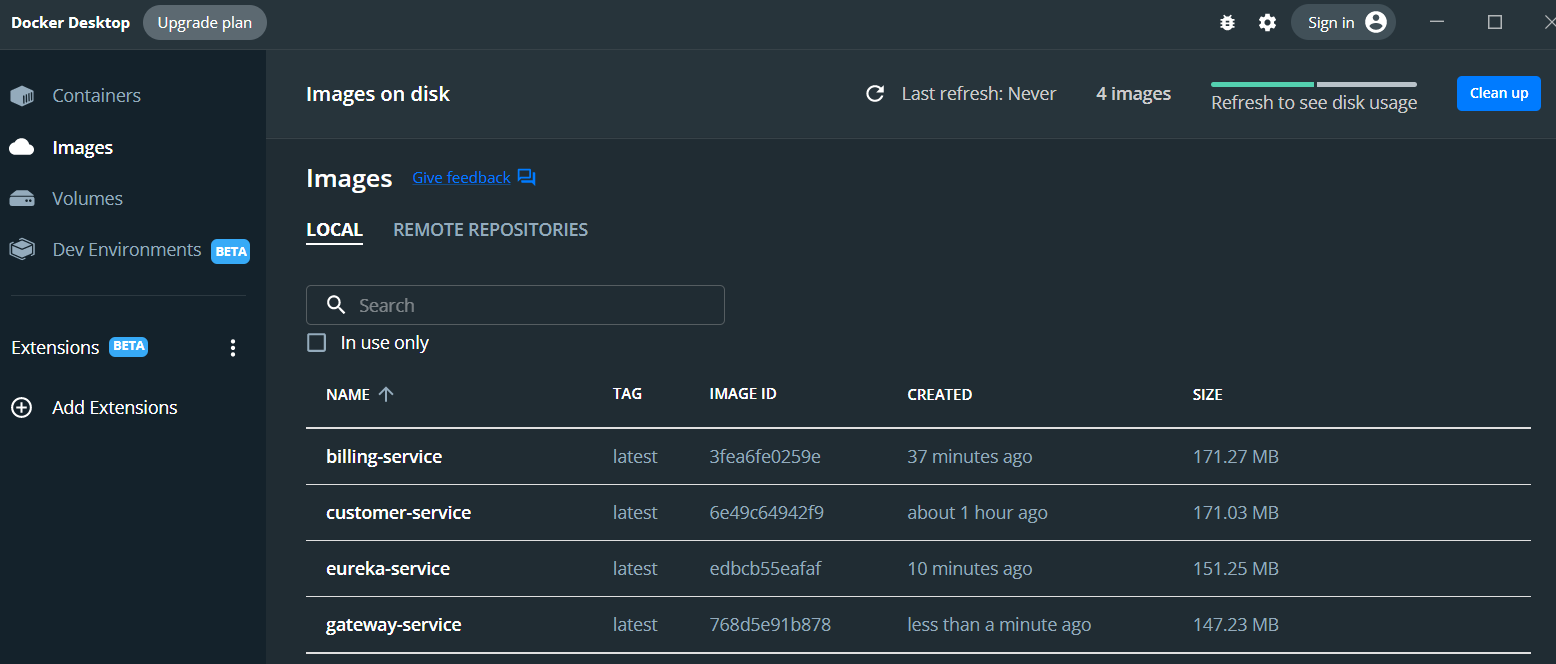 Docker Desktop Upgrade plan Sign in
Containers
Images
Volumes
Dev Environments BETA
Extensions BETA
Add Extensions
Images on disk Last refresh: Never 4 images Refresh to see disk usage Clean up
Images Give feedback
LOCAL REMOTE REPOSITORIES
Search
In use only
NAME TAG IMAGE ID CREATED SIZE
billing-service latest 3fea6fe0259e 37 minutes ago 171.27 MB
customer-service latest 6e49c64942f9 about 1 hour ago 171.03 MB
eureka-service latest edbcb55eafaf 10 minutes ago 151.25 MB
gateway-service latest 768d5e91b878 less than a minute ago 147.23 MB